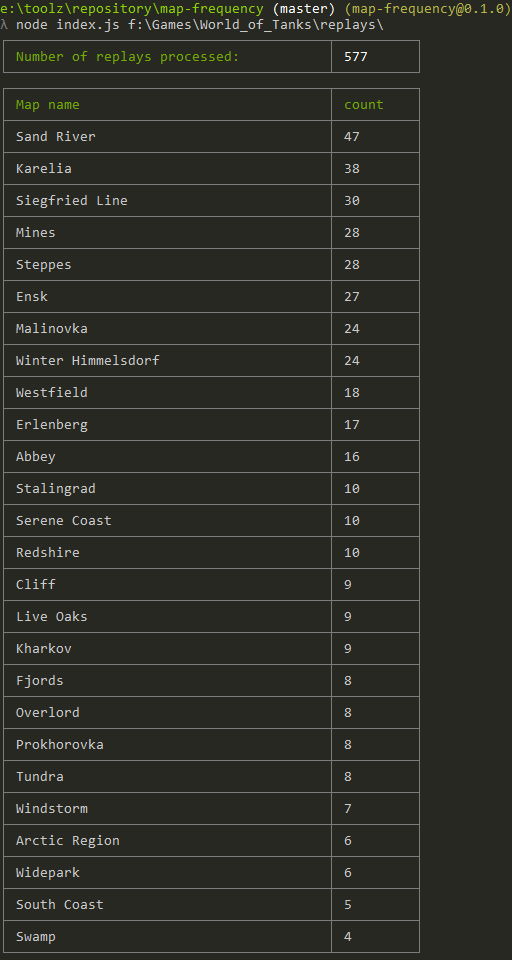 e:\toolz\repository\map-frequency (master) (map-frequency@0.1.0)
λ node index.js f:\Games\World_of_Tanks\replays\
Number of replays processed: 577
Map name count
Sand River 47
Karelia 38
Siegfried Line 30
Mines 28
Steppes 28
Ensk 27
Malinovka 24
Winter Himmelsdorf 24
Westfield 18
Erlenberg 17
Abbey 16
Stalingrad 10
Serene Coast 10
Redshire 10
Cliff 9
Live Oaks 9
Kharkov 9
Fjords 8
Overlord 8
Prokhorovka 8
Tundra 8
Windstorm 7
Arctic Region 6
Widepark 6
South Coast 5
Swamp 4